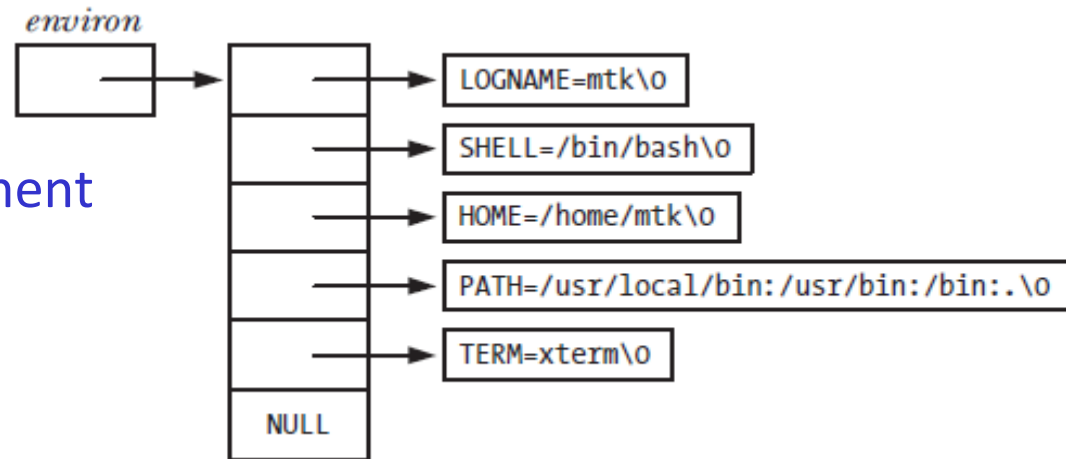 environ
LOGNAME=mtk\0
SHELL=/bin/bash\0
nent
HOME=/home/mtk\0
PATH=/usr/local/bin:/usr/bin:/bin:.\0
TERM=xterm\0
NULL